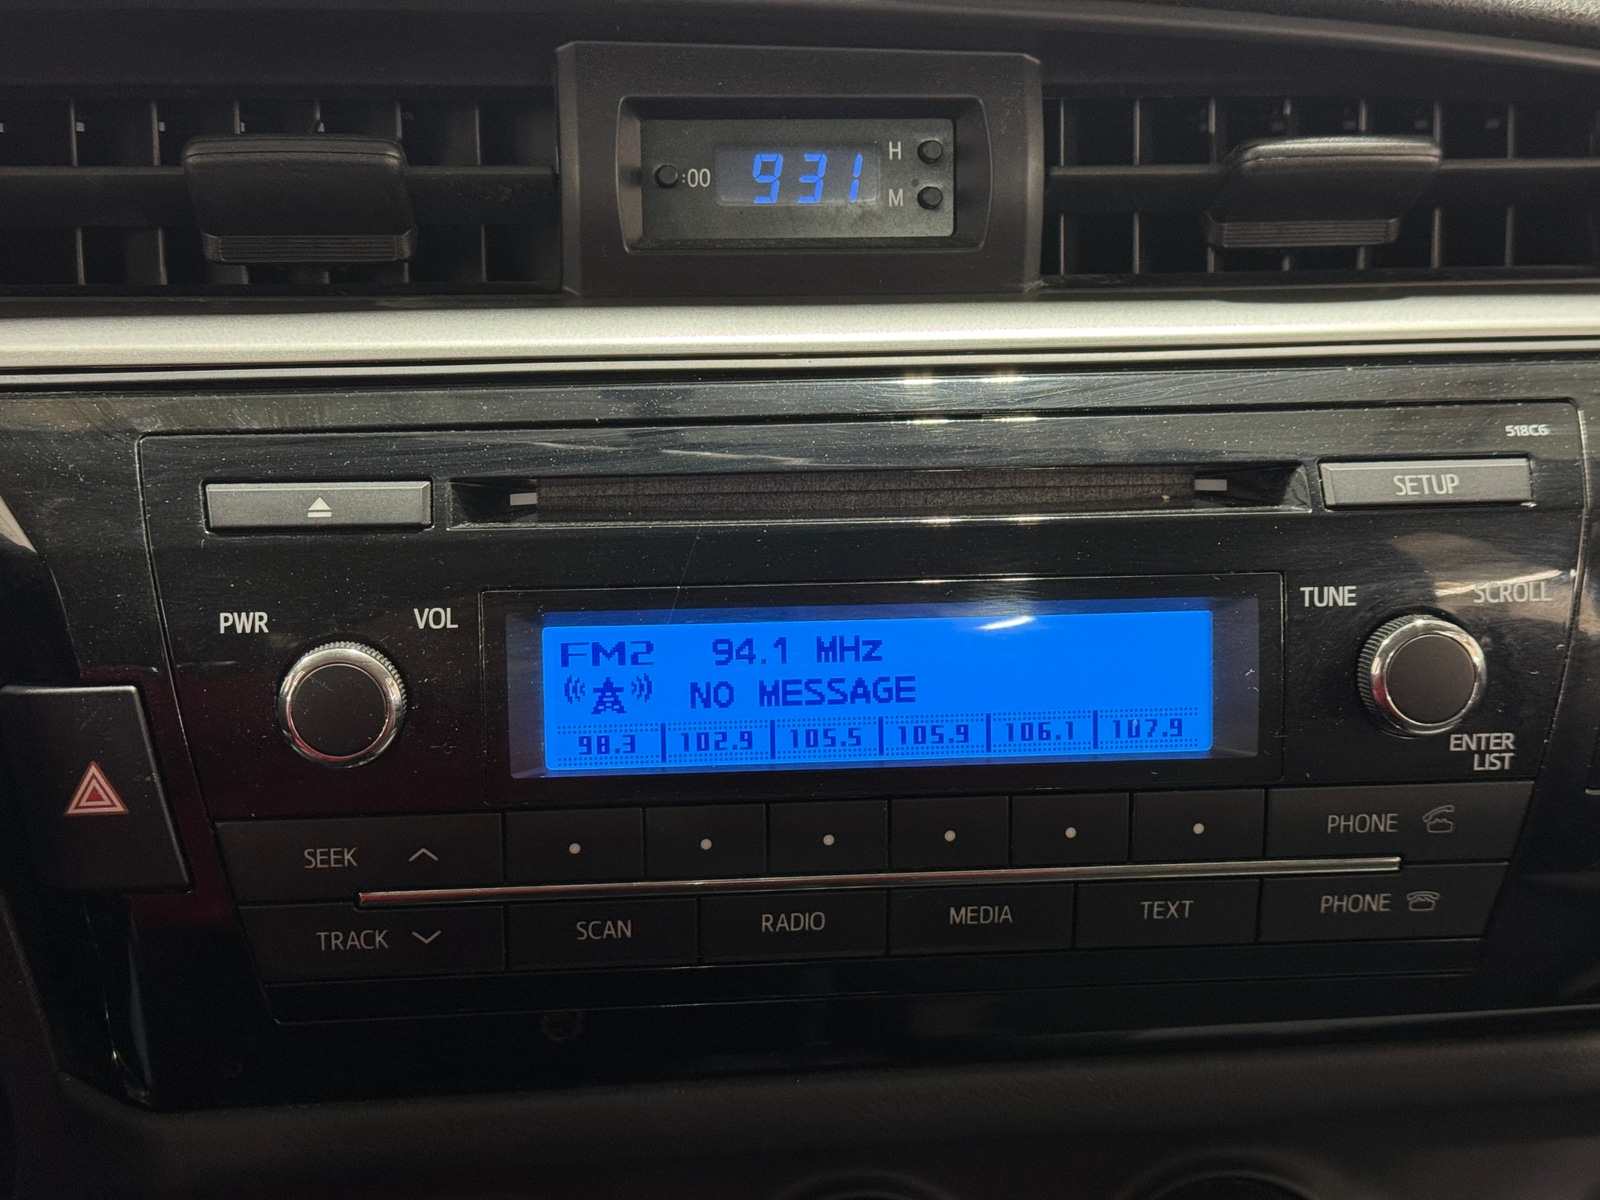 :00 931 H
M
518C6
SETUP
PWR VOL
TUNE SCROLL
FM2 94.1 MHz
NO MESSAGE
98.3 102.9 105.5 105.9 106.1 107.9
ENTER
LIST
SEEK
PHONE
TRACK SCAN RADIO MEDIA TEXT PHONE